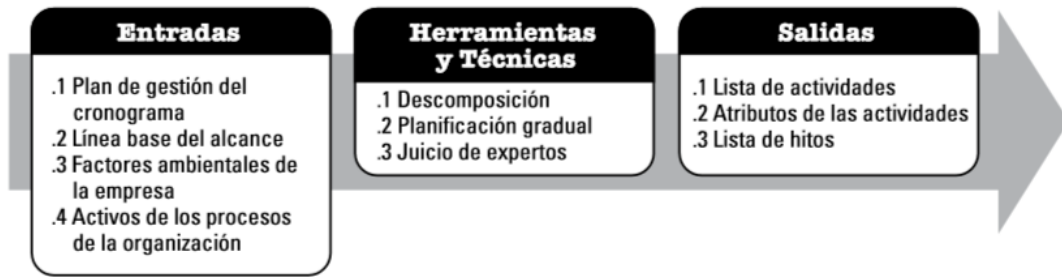 Entradas
.1 Plan de gestión del
cronograma
.2 Línea base del alcance
.3 Factores ambientales de
la empresa
.4 Activos de los procesos
de la organización
Herramientas
y Técnicas
.1 Descomposición
.2 Planificación gradual
.3 Juicio de expertos
Salidas
.1 Lista de actividades
.2 Atributos de las actividades
.3 Lista de hitos